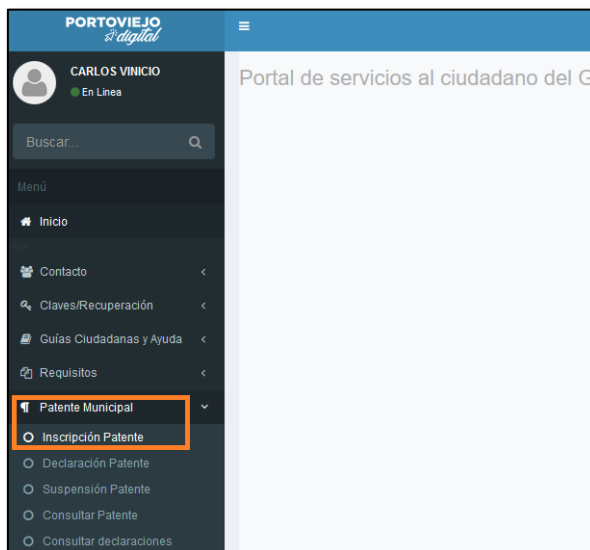 PORTOVIEJO
digital
CARLOS VINICIO
En Linea
Portal de servicios al ciudadano del G
Buscar...
Menú
Inicio
Contacto
Claves/Recuperación
Guías Ciudadanas y Ayuda
Requisitos
Patente Municipal
Inscripción Patente
Declaración Patente
Suspensión Patente
Consultar Patente
Consultar declaraciones